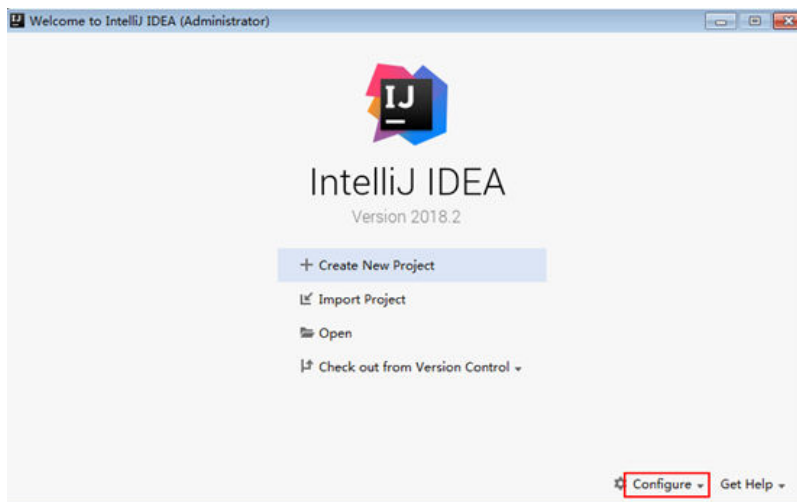 Welcome to IntelliJ IDEA (Administrator)
IJ
IntelliJ IDEA
Version 2018.2
Create New Project
Import Project
Open
Check out from Version Control
Configure Get Help